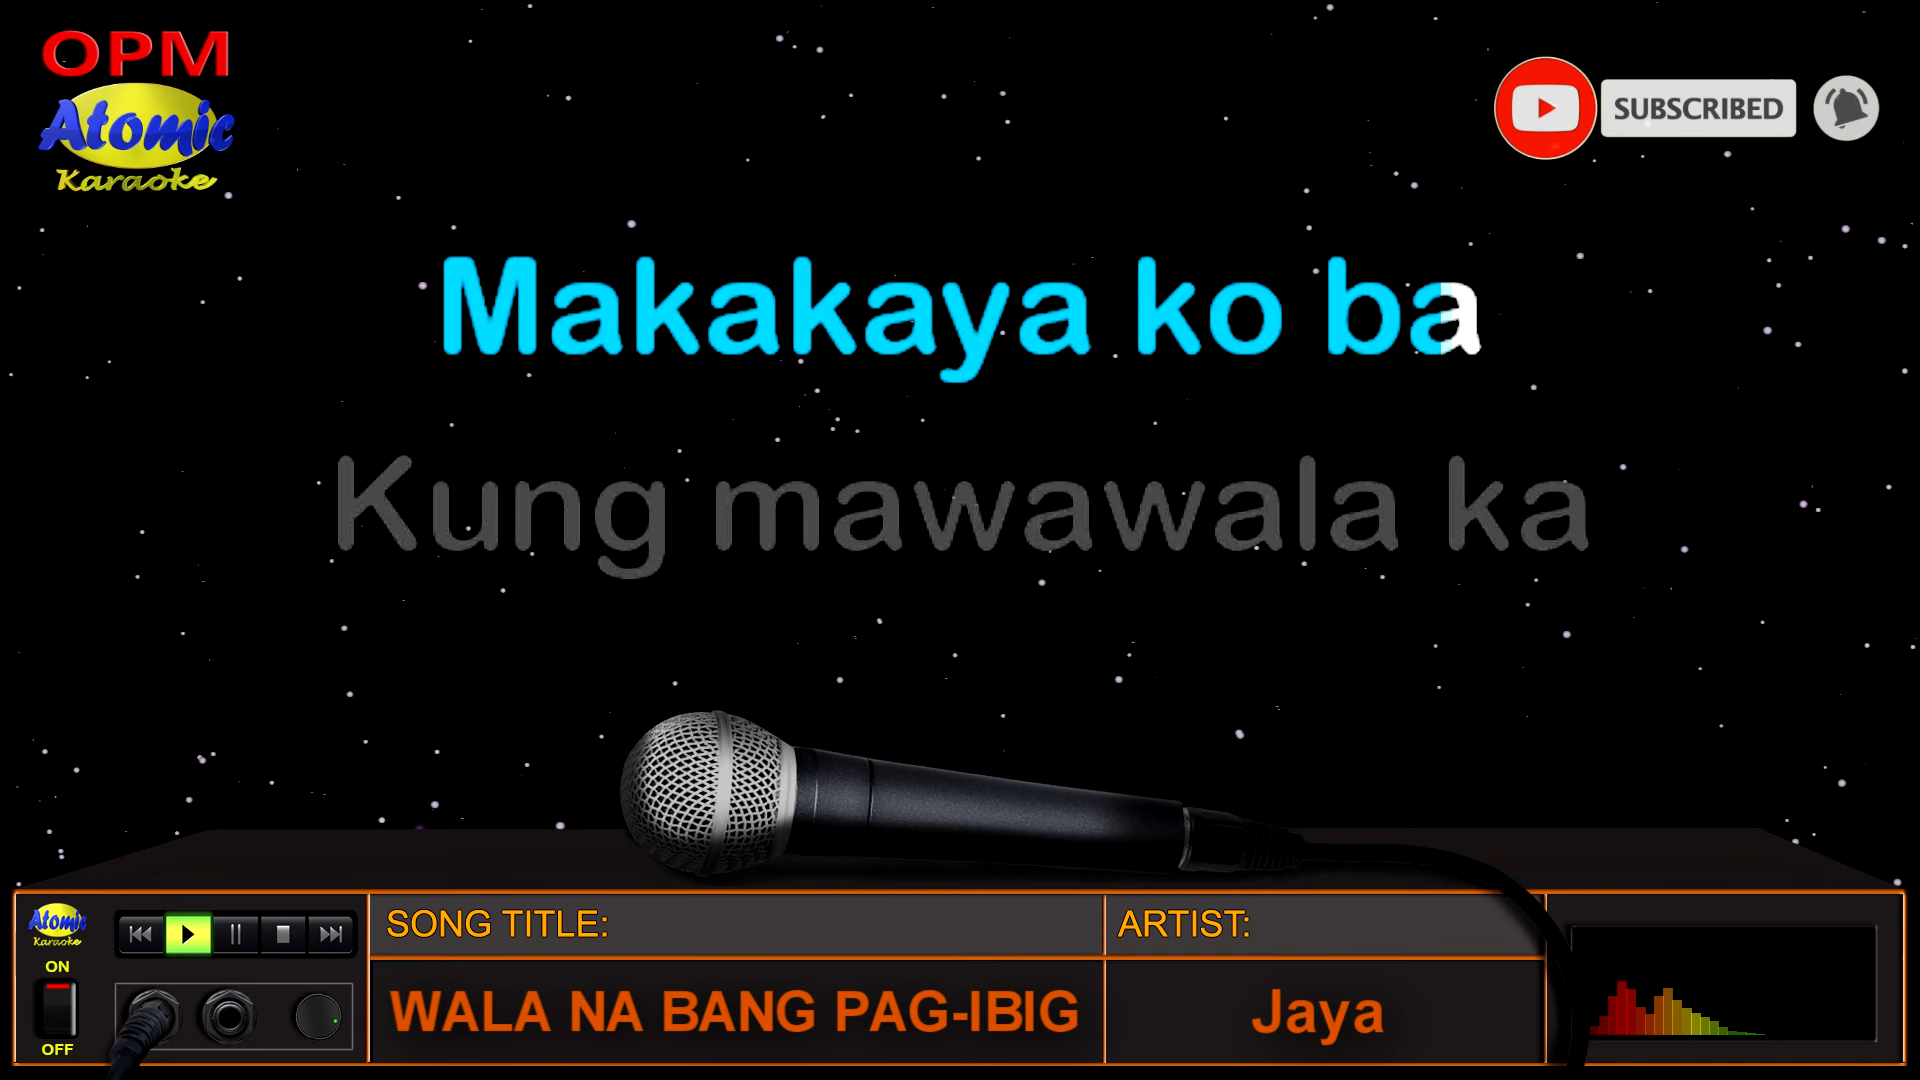 OPM
Atomic
Karaoke
SUBSCRIBED
Makakaya ko ba
Kung mawawala ka
Atomic
Karaoke
ON
OFF
SONG TITLE:
WALA NA BANG PAG-IBIG
ARTIST:
Jaya